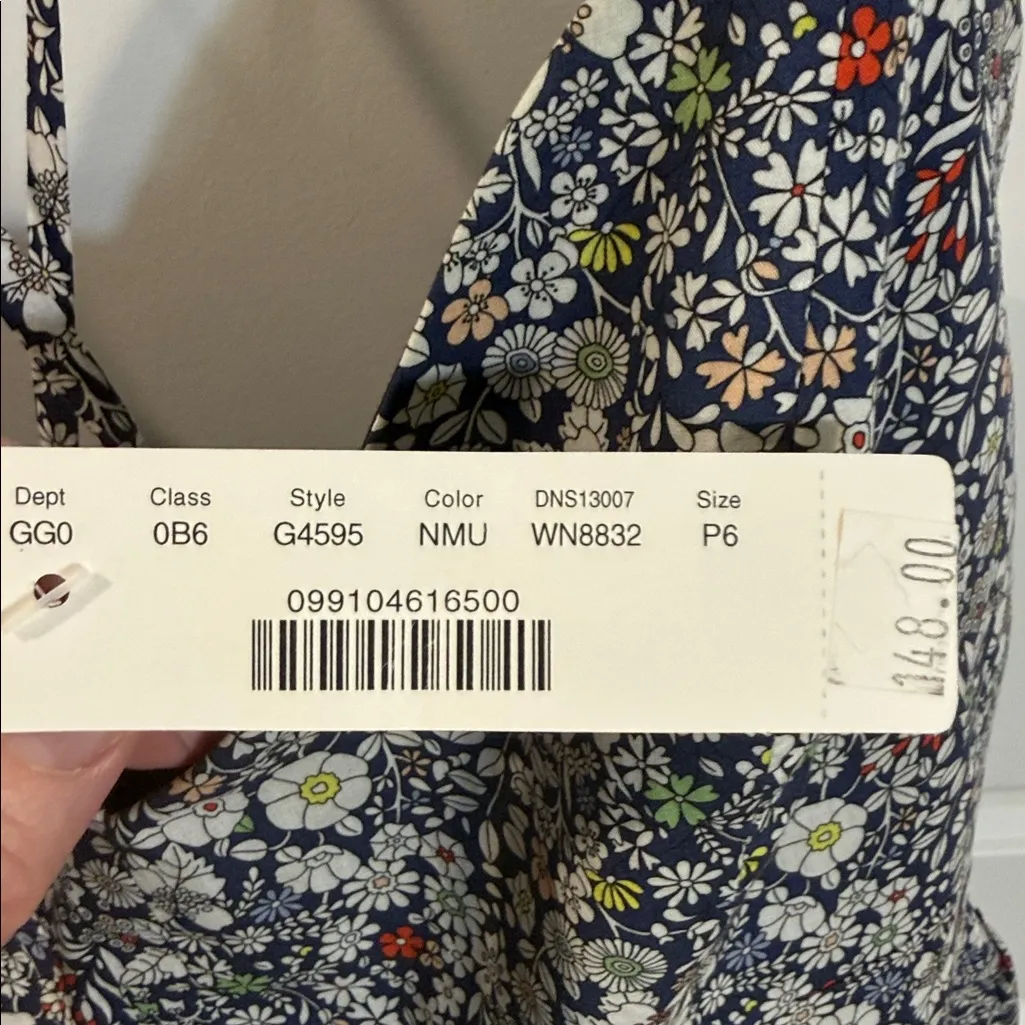 Dept Class Style Color DNS13007 Size
GG0 0B6 G4595 NMU WN8832 P6
099104616500
148.00